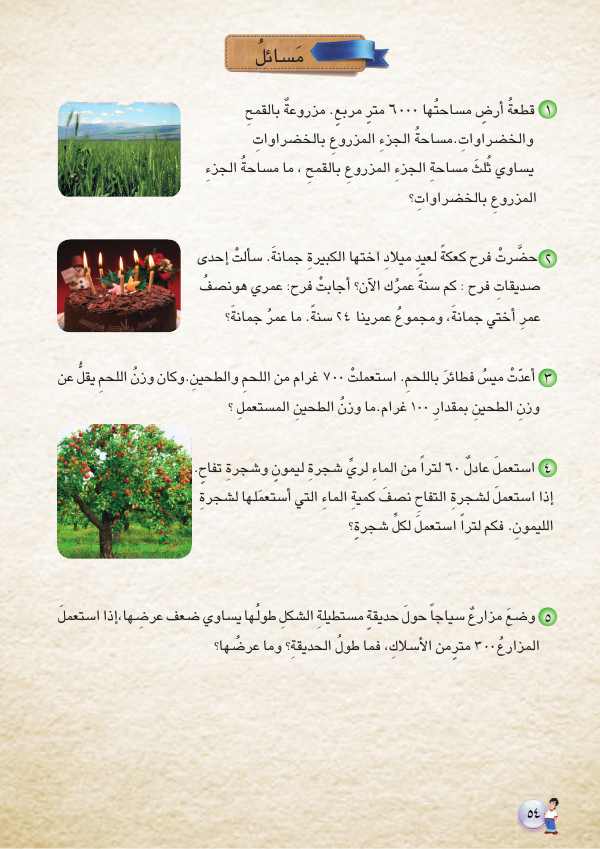 مَسائلُ
١ قطعةُ أرضٍ مساحتُها ٦٠٠٠ مترٍ مربعٍ. مزروعةٌ بالقمحِ
والخضراواتِ.مساحةُ الجزءِ المزروعِ بالخضراواتِ
يساوي ثُلثَ مساحةِ الجزءِ المزروعِ بالقمحِ ، ما مساحةُ الجزءِ
المزروعِ بالخضراواتِ؟
٢ حضَّرتْ فرح كعكةً لعيدِ ميلادِ اختها الكبيرةِ جمانةَ. سألتْ إحدى
صديقاتِ فرح : كم سنةً عمرُك الآن؟ أجابتْ فرح: عمري هونصفُ
عمرِ أختي جمانةَ، ومجموعُ عمرينا ٢٤ سنةً. ما عمرُ جمانةَ؟
٣ أعدّتْ ميسُ فطائرَ باللحمِ. استعملتْ ٧٠٠ غرام من اللحمِ والطحينِ.وكان وزنُ اللحمِ يقلُّ عن
وزنِ الطحينِ بمقدارِ ١٠٠ غرام.ما وزنُ الطحينِ المستعملِ ؟
٤ استعملَ عادلٌ ٦٠ لتراً من الماءِ لريِّ شجرةِ ليمونٍ وشجرةِ تفاحٍ.
إذا استعملَ لشجرةِ التفاحِ نصفَ كميةِ الماءِ التي أستعمَلها لشجرةِ
الليمونِ. فكم لتراً استعملَ لكلِّ شجرةٍ؟
٥ وضعَ مزارعٌ سياجاً حولَ حديقةٍ مستطيلةِ الشكلِ طولُها يساوي ضعف عرضِها،إذا استعملَ
المزارعُ ٣٠٠ مترٍمن الأسلاكِ، فما طولُ الحديقةِ؟ وما عرضُها؟
٥٤